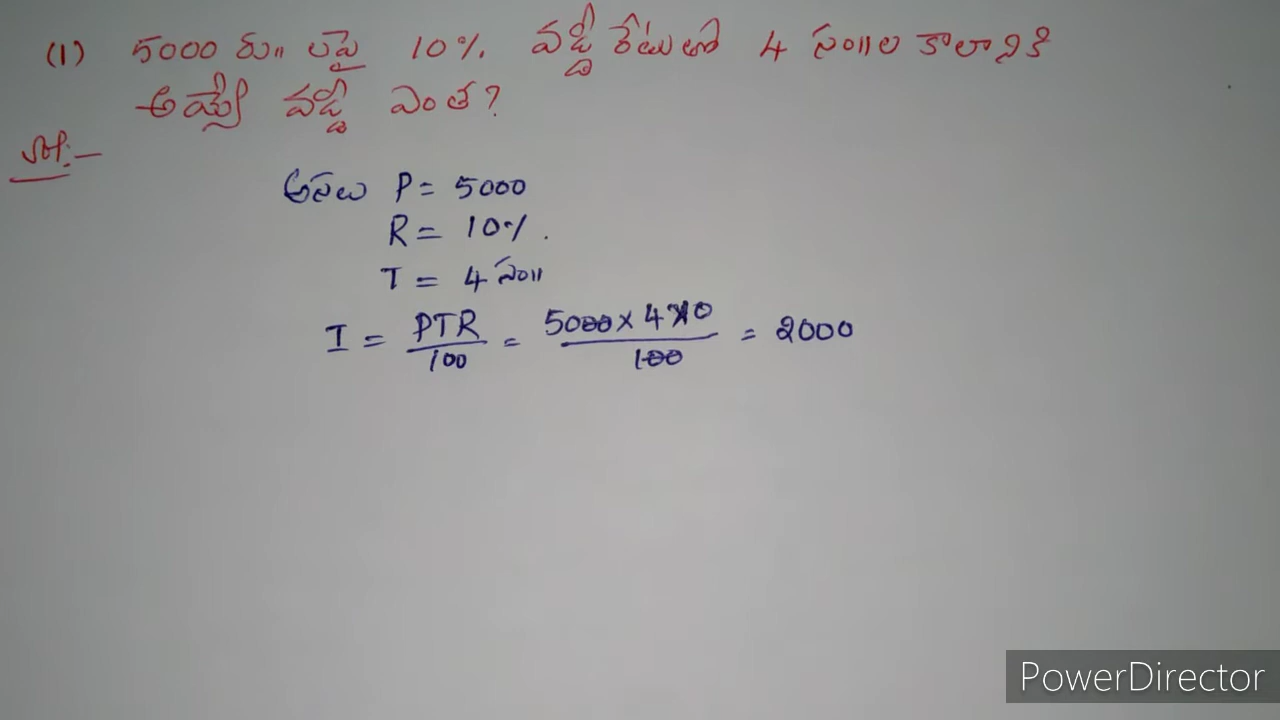 (1) 5000 రు॥ లపై 10% వడ్డీ రేటుతో 4 సం॥ల కాలానికి
అయ్యే వడ్డీ ఎంత?
Sol:-
అసలు P = 5000
R = 10%.
T = 4 సం॥
I = PTR/100 = 5000 x 4 x 10/100 = 2000
PowerDirector